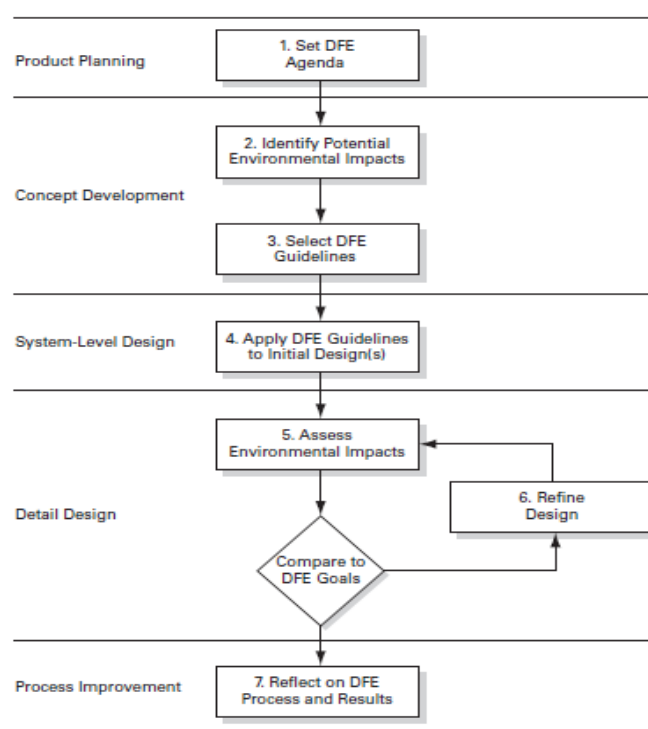 Product Planning
1. Set DFE
Agenda
Concept Development
2. Identify Potential
Environmental Impacts
3. Select DFE
Guidelines
System-Level Design
4. Apply DFE Guidelines
to Initial Design(s)
Detail Design
5. Assess
Environmental Impacts
6. Refine
Design
Compare to
DFE Goals
Process Improvement
7. Reflect on DFE
Process and Results